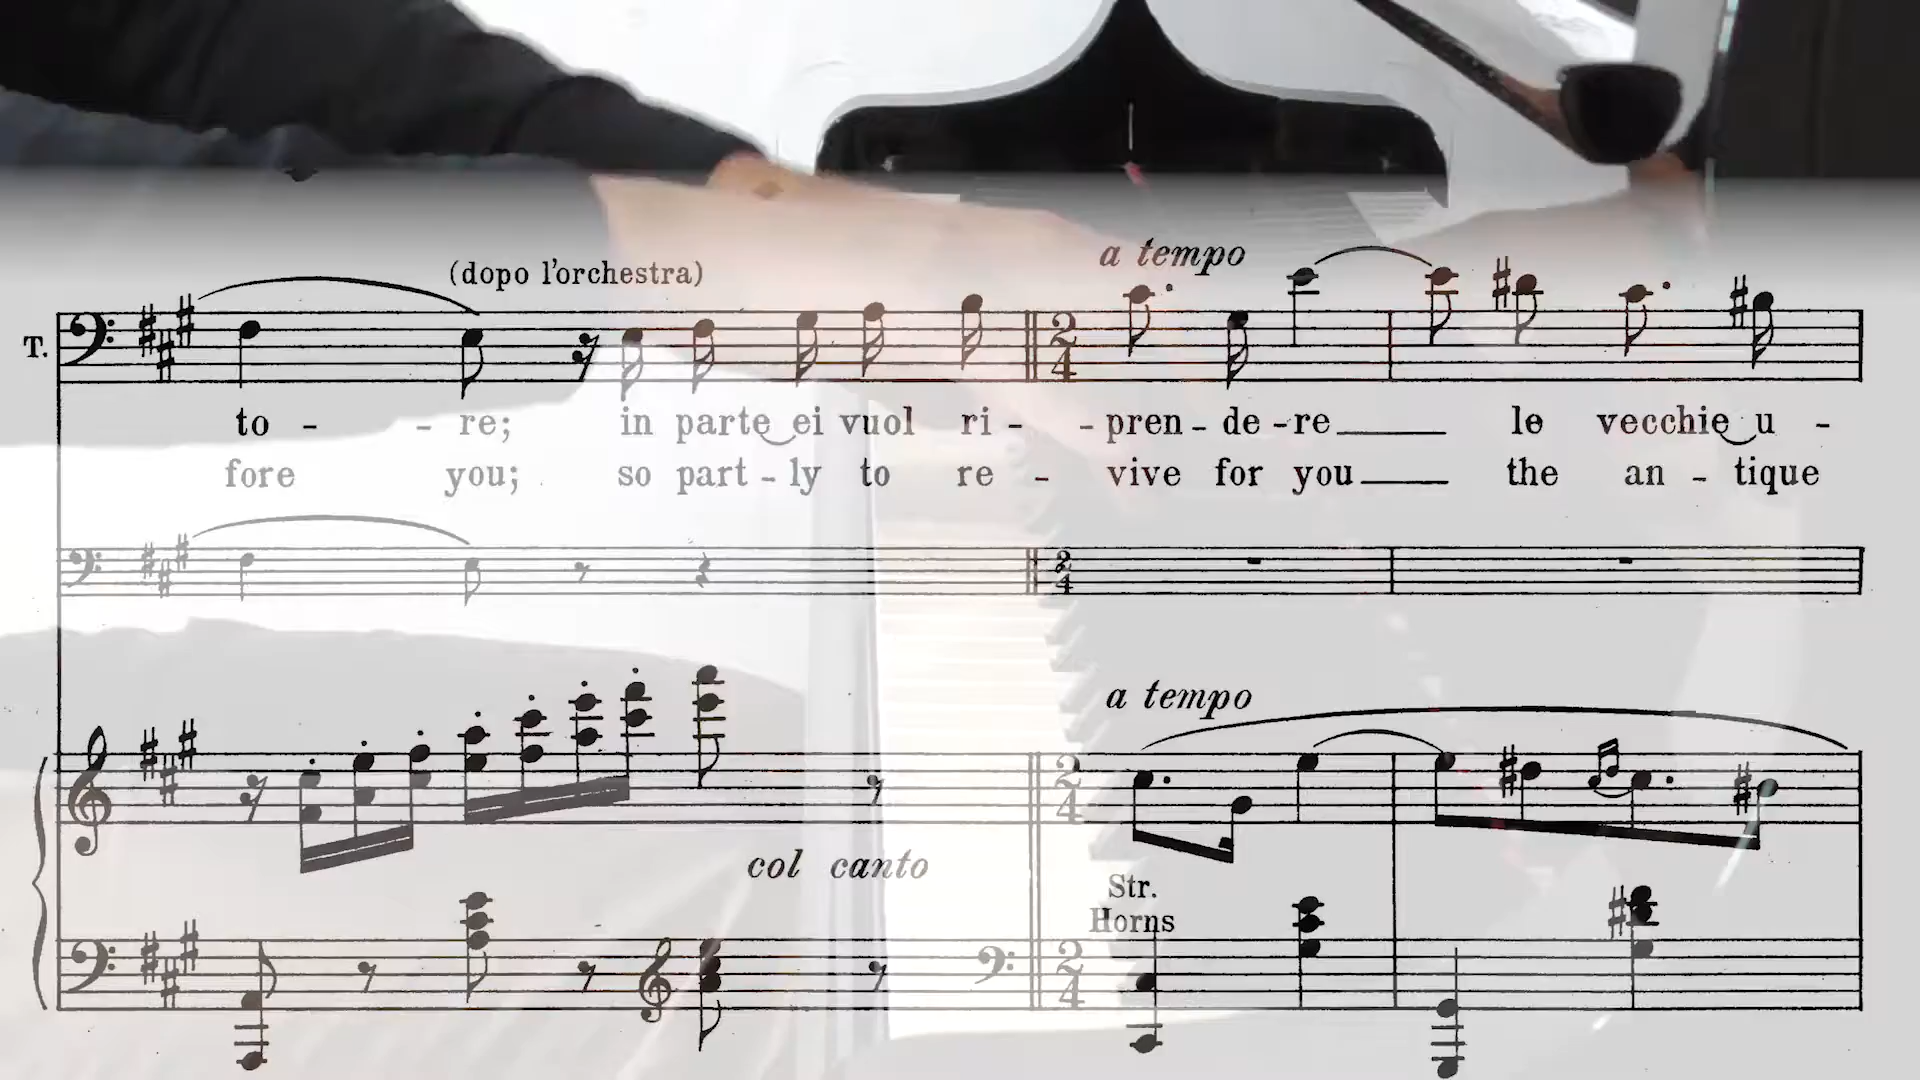 (dopo l'orchestra)
a tempo
T.
to - - re; in parte ei vuol ri - - pren - de - re le vecchie u -
fore you; so part - ly to re - vive for you the an - tique
a tempo
col canto
Str.
Horns